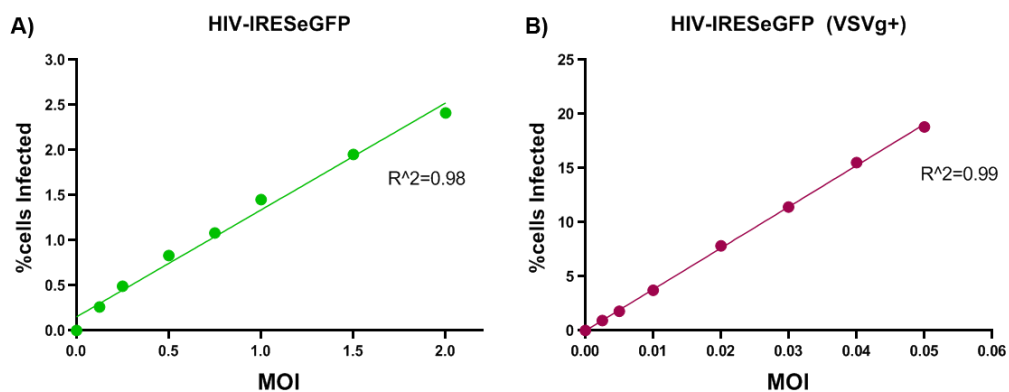 A)
HIV-IRESeGFP
%cells Infected
3.0
2.5
2.0
1.5
1.0
0.5
0.0
R^2=0.98
0.0 0.5 1.0 1.5 2.0
MOI
B)
HIV-IRESeGFP (VSVg+)
%cells Infected
25
20
15
10
5
0
R^2=0.99
0.00 0.01 0.02 0.03 0.04 0.05 0.06
MOI